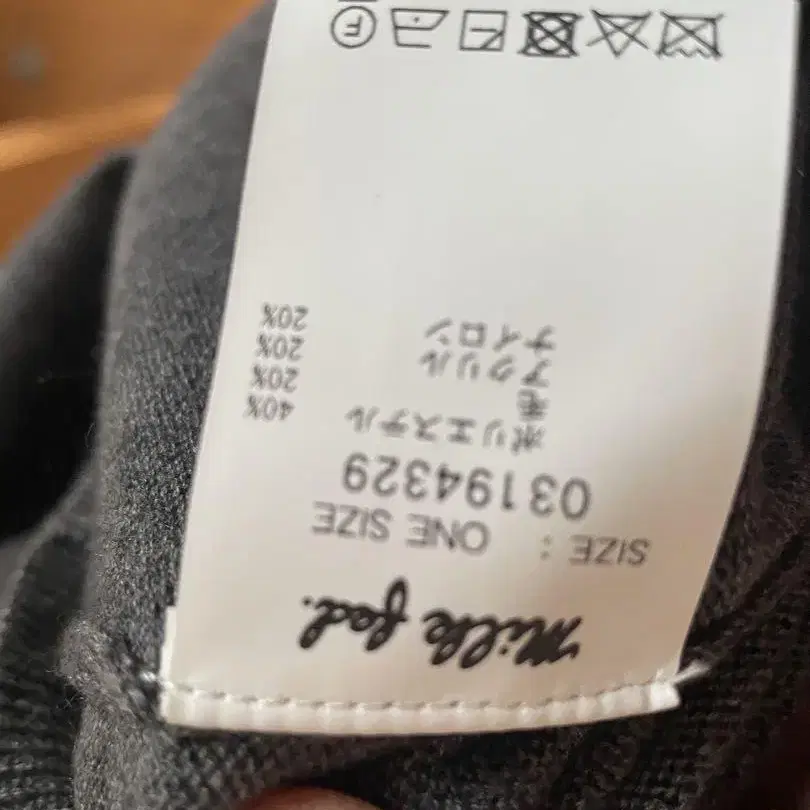 milk fed.
SIZE : ONE SIZE
03194329
ポリエステル 40%
毛 20%
アクリル 20%
ナイロン 20%
F